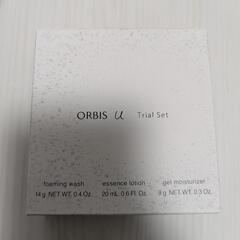 ORBIS u Trial Set
foaming wash essence lotion gel moisturizer
14 g NET WT. 0.4 Oz. 20 mL 0.6 Fl. Oz. 9 g NET WT. 0.3 Oz.